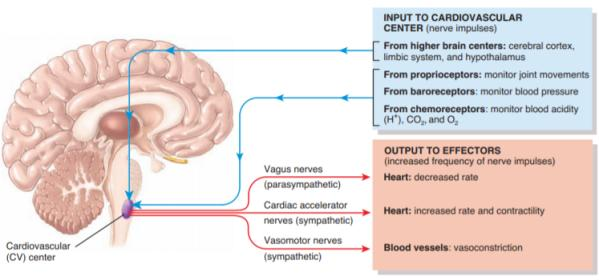 INPUT TO CARDIOVASCULAR
CENTER (nerve impulses)
From higher brain centers: cerebral cortex,
limbic system, and hypothalamus
From proprioceptors: monitor joint movements
From baroreceptors: monitor blood pressure
From chemoreceptors: monitor blood acidity
(H⁺), CO₂, and O₂
OUTPUT TO EFFECTORS
(increased frequency of nerve impulses)
Vagus nerves
(parasympathetic)
Heart: decreased rate
Cardiac accelerator
nerves (sympathetic)
Heart: increased rate and contractility
Vasomotor nerves
(sympathetic)
Blood vessels: vasoconstriction
Cardiovascular
(CV) center